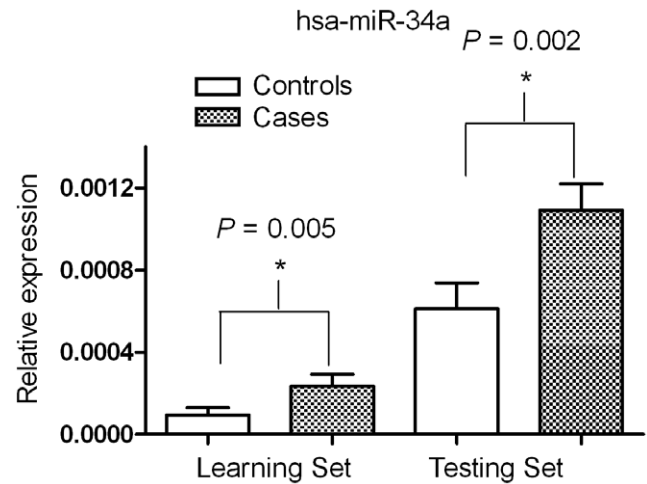 hsa-miR-34a
P = 0.002
*
Controls
Cases
0.0012
P = 0.005
*
0.0008
0.0004
0.0000
Relative expression
Learning Set
Testing Set